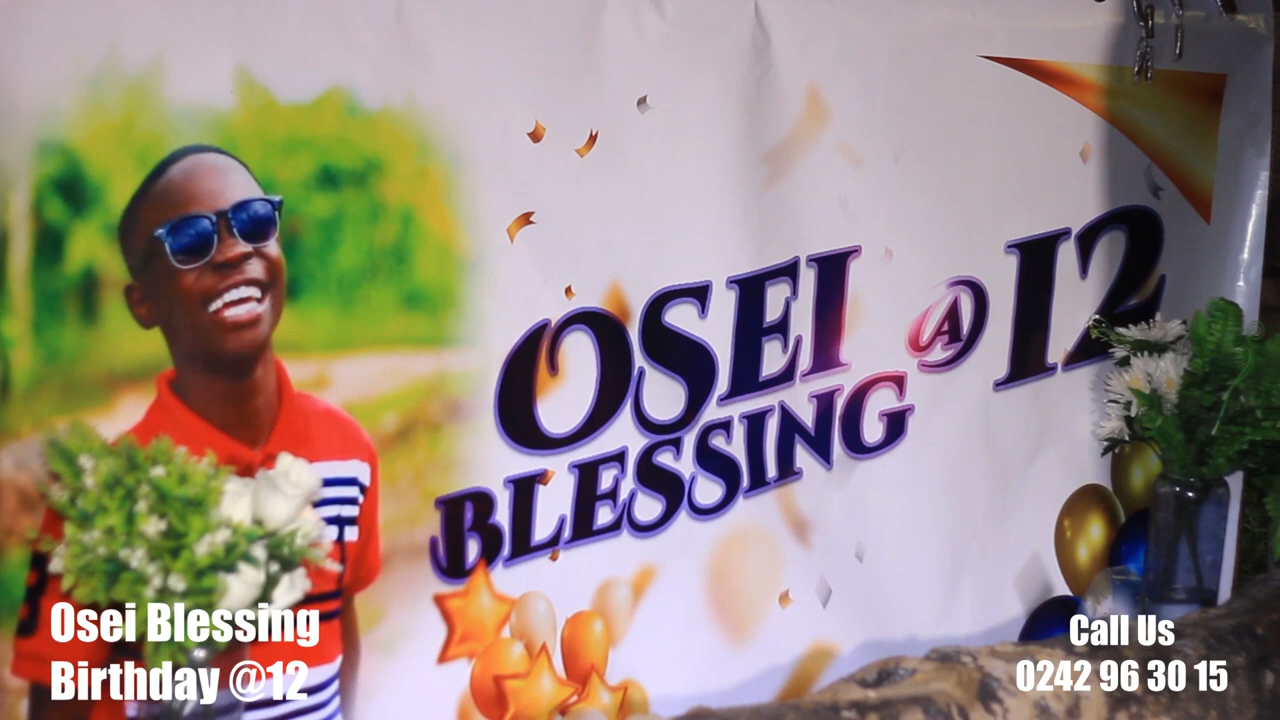 OSEI @ 12
BLESSING
Osei Blessing
Birthday @12
Call Us
0242 96 30 15